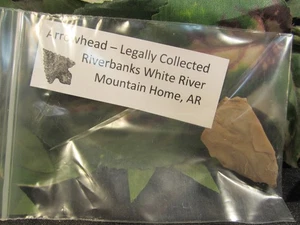 Arrowhead – Legally Collected
Riverbanks White River
Mountain Home, AR